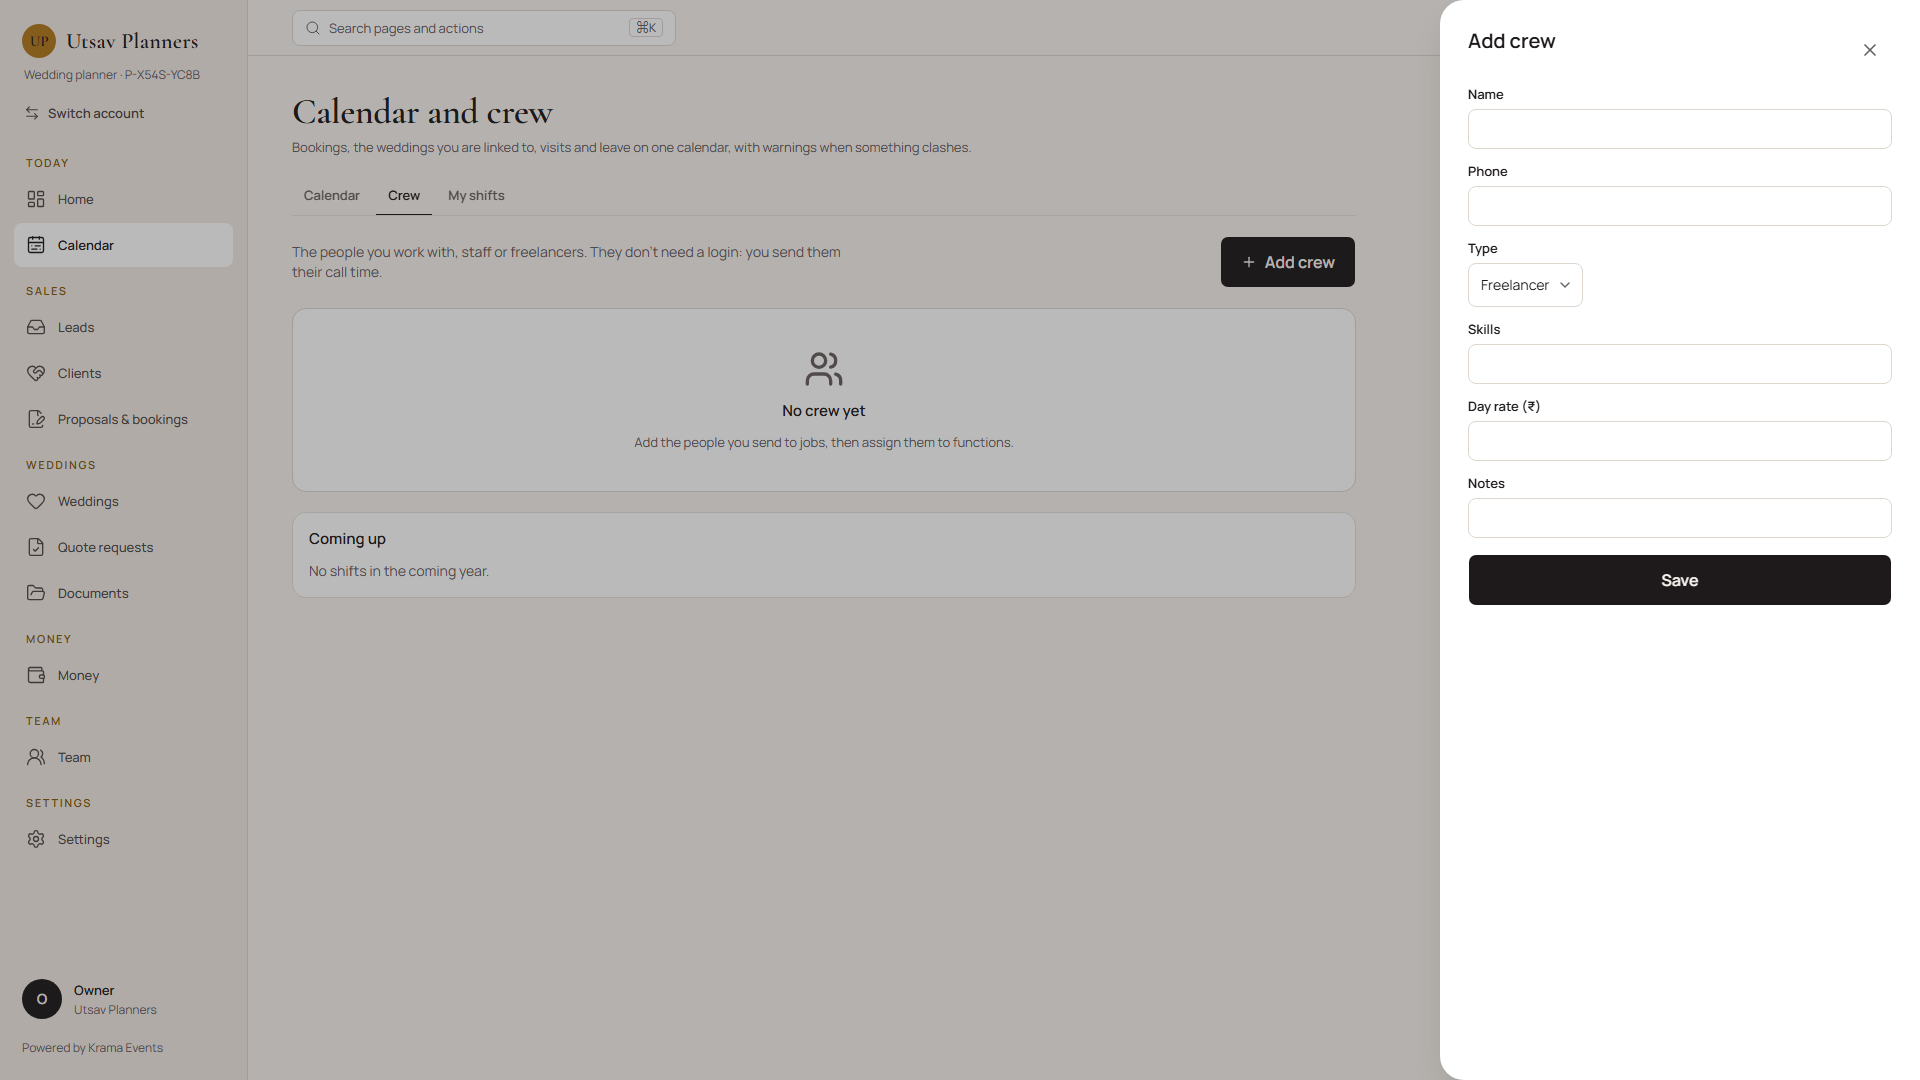 UP Utsav Planners
Wedding planner · P-X54S-YC8B
Switch account
TODAY
Home
Calendar
SALES
Leads
Clients
Proposals & bookings
WEDDINGS
Weddings
Quote requests
Documents
MONEY
Money
TEAM
Team
SETTINGS
Settings
O
Owner
Utsav Planners
Powered by Krama Events
Search pages and actions ⌘K
Calendar and crew
Bookings, the weddings you are linked to, visits and leave on one calendar, with warnings when something clashes.
Calendar Crew My shifts
The people you work with, staff or freelancers. They don't need a login: you send them
their call time.
+ Add crew
No crew yet
Add the people you send to jobs, then assign them to functions.
Coming up
No shifts in the coming year.
Add crew
Name
Phone
Type
Freelancer
Skills
Day rate (₹)
Notes
Save